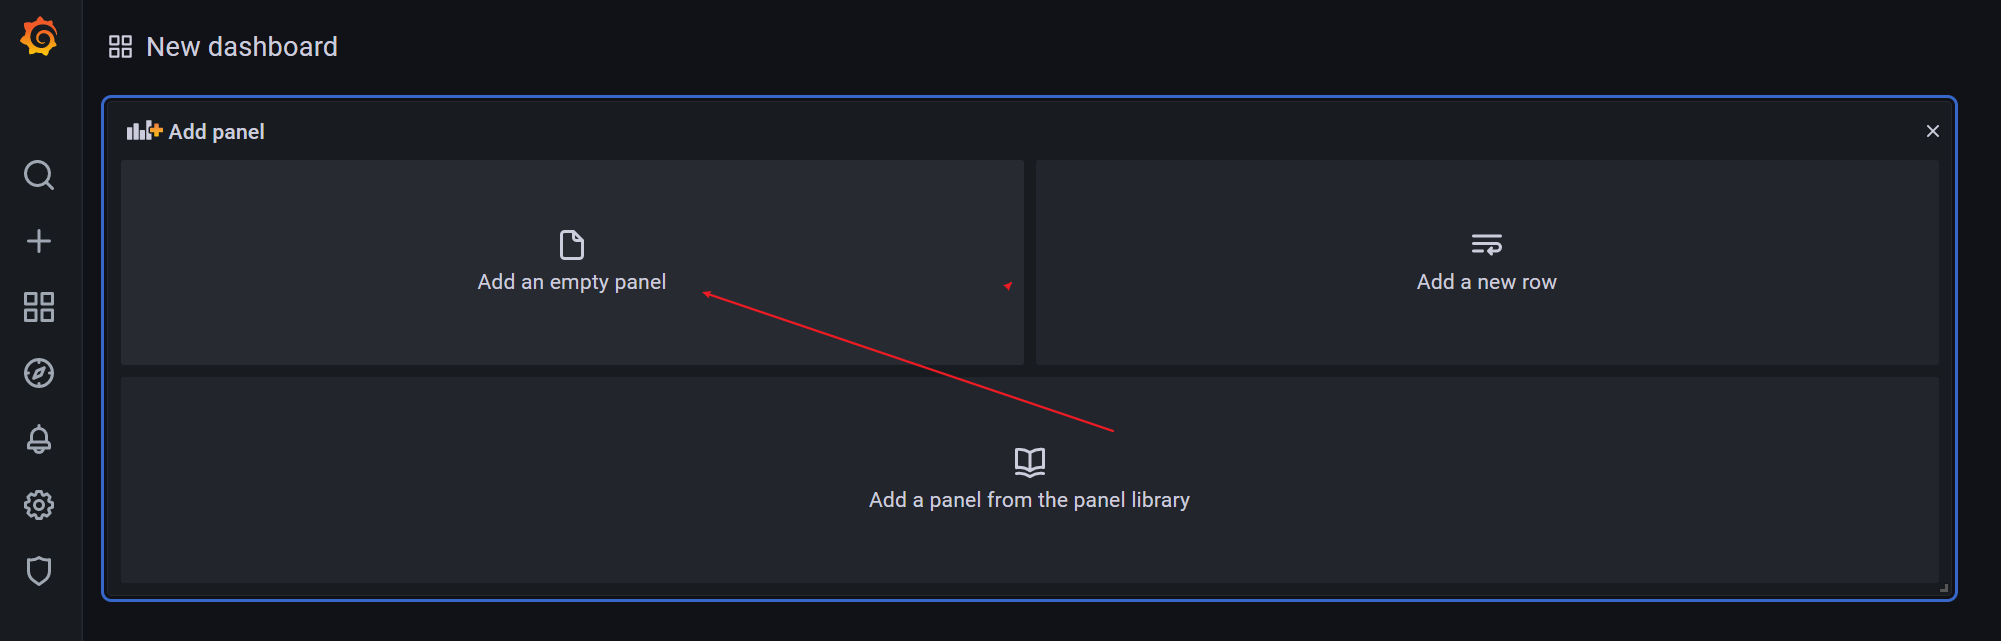 New dashboard
Add panel
Add an empty panel
Add a new row
Add a panel from the panel library